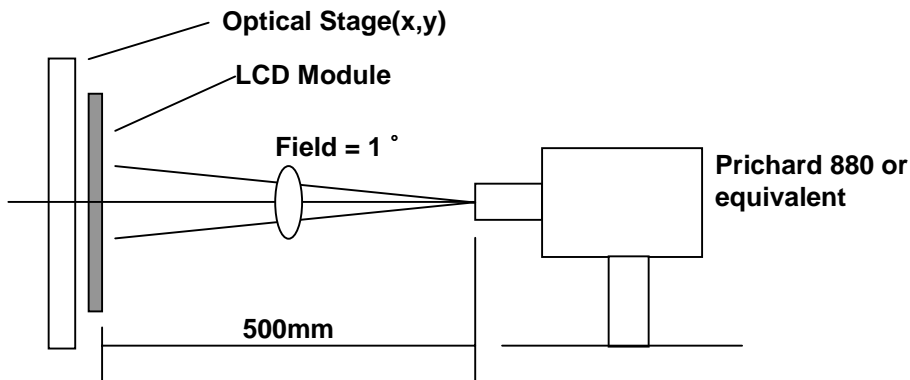 Optical Stage(x,y)
LCD Module
Field = 1 °
Prichard 880 or
equivalent
500mm